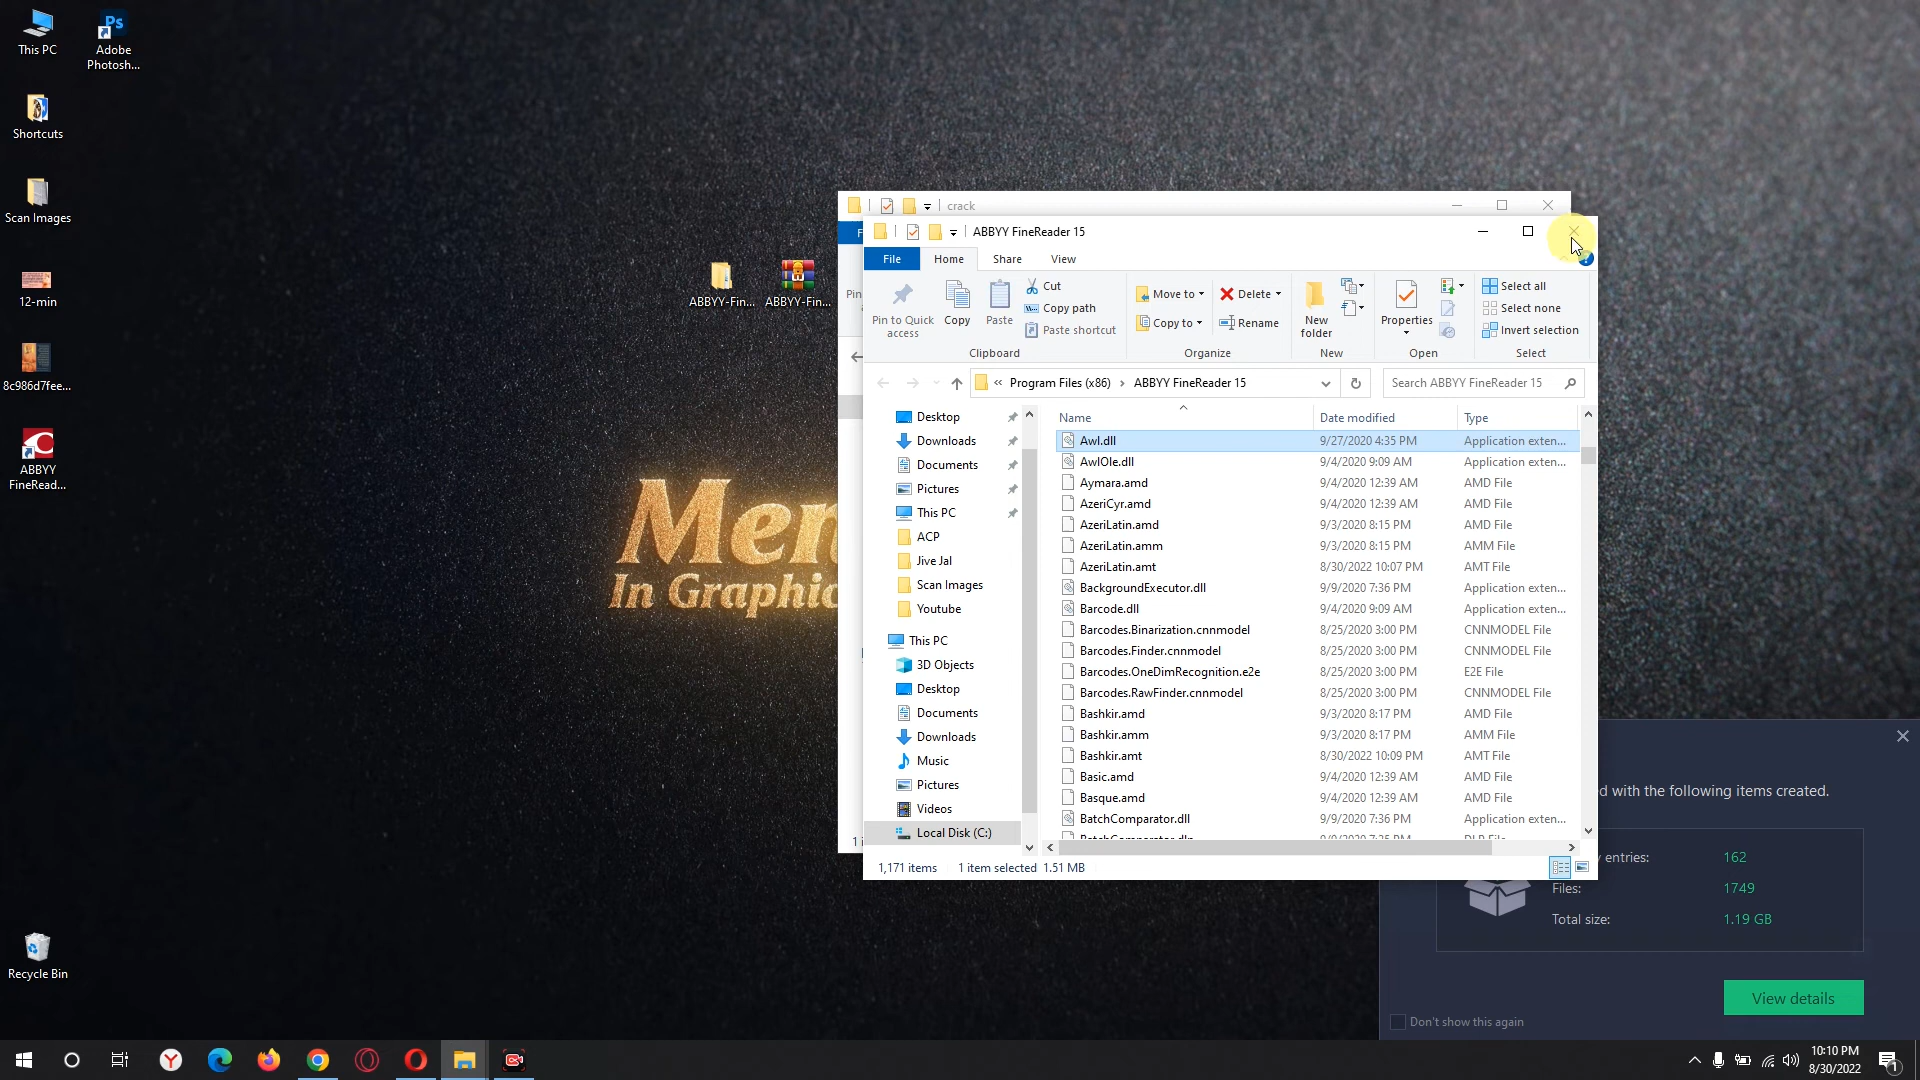 This PC
Adobe
Photosh...
Shortcuts
Scan Images
12-min
8c986d7fee...
ABBYY
FineRead...
Recycle Bin
ABBYY-Fin...
ABBYY-Fin...
Men
In Graphic
crack
ABBYY FineReader 15
File
Home
Share
View
Pin to Quick
access
Copy
Paste
Cut
Copy path
Paste shortcut
Clipboard
Move to
Copy to
Delete
Rename
Organize
New
folder
New
Properties
Open
Select all
Select none
Invert selection
Select
« Program Files (x86) › ABBYY FineReader 15
Search ABBYY FineReader 15
Desktop
Downloads
Documents
Pictures
This PC
ACP
Jive Jal
Scan Images
Youtube
This PC
3D Objects
Desktop
Documents
Downloads
Music
Pictures
Videos
Local Disk (C:)
Name Date modified Type
Awl.dll 9/27/2020 4:35 PM Application exten...
AwlOle.dll 9/4/2020 9:09 AM Application exten...
Aymara.amd 9/4/2020 12:39 AM AMD File
AzeriCyr.amd 9/4/2020 12:39 AM AMD File
AzeriLatin.amd 9/3/2020 8:15 PM AMD File
AzeriLatin.amm 9/3/2020 8:15 PM AMM File
AzeriLatin.amt 8/30/2022 10:07 PM AMT File
BackgroundExecutor.dll 9/9/2020 7:36 PM Application exten...
Barcode.dll 9/4/2020 9:09 AM Application exten...
Barcodes.Binarization.cnnmodel 8/25/2020 3:00 PM CNNMODEL File
Barcodes.Finder.cnnmodel 8/25/2020 3:00 PM CNNMODEL File
Barcodes.OneDimRecognition.e2e 8/25/2020 3:00 PM E2E File
Barcodes.RawFinder.cnnmodel 8/25/2020 3:00 PM CNNMODEL File
Bashkir.amd 9/3/2020 8:17 PM AMD File
Bashkir.amm 9/3/2020 8:17 PM AMM File
Bashkir.amt 8/30/2022 10:09 PM AMT File
Basic.amd 9/4/2020 12:39 AM AMD File
Basque.amd 9/4/2020 12:39 AM AMD File
BatchComparator.dll 9/9/2020 7:36 PM Application exten...
1,171 items 1 item selected 1.51 MB
d with the following items created.
entries: 162
Files: 1749
Total size: 1.19 GB
View details
Don't show this again
10:10 PM
8/30/2022